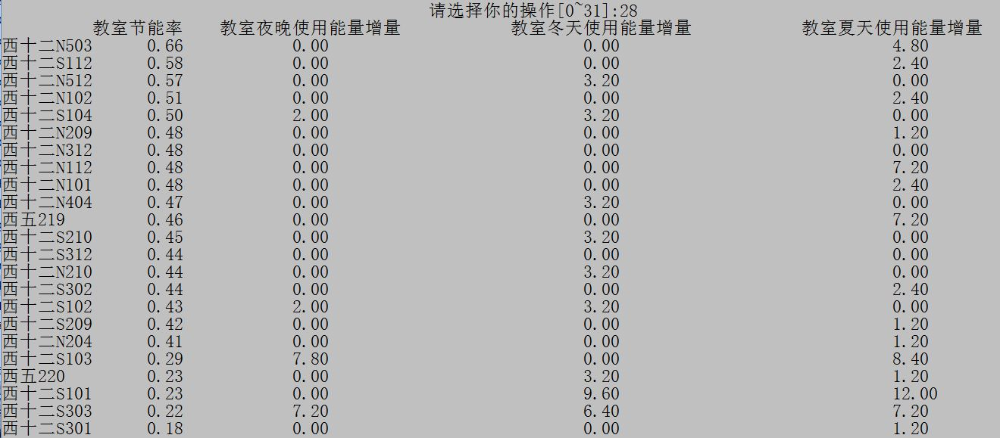 请选择你的操作[0~31]:28
教室节能率 教室夜晚使用能量增量 教室冬天使用能量增量 教室夏天使用能量增量
西十二N503 0.66 0.00 0.00 4.80
西十二S112 0.58 0.00 0.00 2.40
西十二N512 0.57 0.00 3.20 0.00
西十二N102 0.51 0.00 0.00 2.40
西十二S104 0.50 2.00 3.20 0.00
西十二N209 0.48 0.00 0.00 1.20
西十二N312 0.48 0.00 0.00 0.00
西十二N112 0.48 0.00 0.00 7.20
西十二N101 0.48 0.00 0.00 2.40
西十二N404 0.47 0.00 3.20 0.00
西五219 0.46 0.00 0.00 7.20
西十二S210 0.45 0.00 3.20 0.00
西十二S312 0.44 0.00 0.00 0.00
西十二N210 0.44 0.00 3.20 0.00
西十二S302 0.44 0.00 0.00 2.40
西十二S102 0.43 2.00 3.20 0.00
西十二S209 0.42 0.00 0.00 1.20
西十二N204 0.41 0.00 0.00 1.20
西十二S103 0.29 7.80 0.00 8.40
西五220 0.23 0.00 3.20 1.20
西十二S101 0.23 0.00 9.60 12.00
西十二S303 0.22 7.20 6.40 7.20
西十二S301 0.18 0.00 0.00 1.20